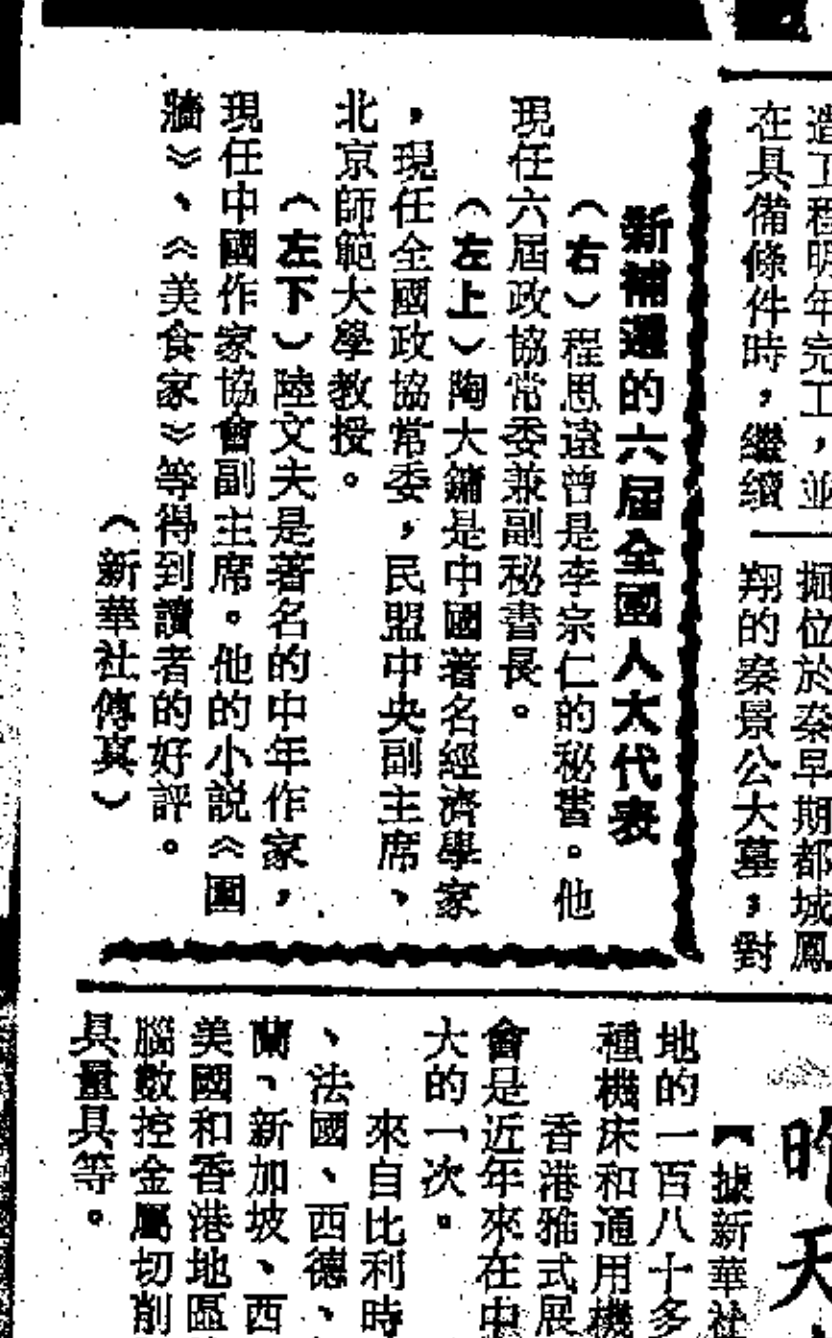 造工程明年完工，並
在具備條件時，繼續
掘位於秦早期都城鳳
翔的秦景公大墓，對
新補選的六屆全國人大代表
（右）程思遠曾是李宗仁的秘書。他
現任六屆政協常委兼副秘書長。
（左上）陶大鏞是中國著名經濟學家
，現任全國政協常委，民盟中央副主席、
北京師範大學教授。
（左下）陸文夫是著名的中年作家，
現任中國作家協會副主席。他的小説《圍
牆》、《美食家》等得到讀者的好評。
（新華社傳真）
昨天
【據新華社
地的一百八十多
種機床和通用機
香港雅式展
會是近年來在中
大的一次。
來自比利時
、法國、西德、
蘭、新加坡、西
美國和香港地區
腦數控金屬切削
具量具等。